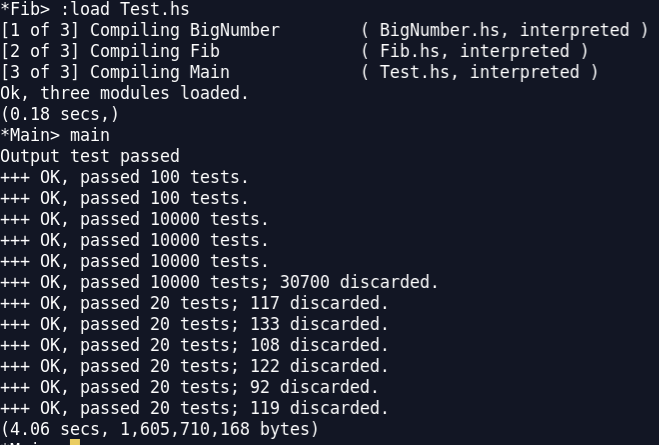 *Fib> :load Test.hs
[1 of 3] Compiling BigNumber        ( BigNumber.hs, interpreted )
[2 of 3] Compiling Fib              ( Fib.hs, interpreted )
[3 of 3] Compiling Main             ( Test.hs, interpreted )
Ok, three modules loaded.
(0.18 secs,)
*Main> main
Output test passed
+++ OK, passed 100 tests.
+++ OK, passed 100 tests.
+++ OK, passed 10000 tests.
+++ OK, passed 10000 tests.
+++ OK, passed 10000 tests.
+++ OK, passed 10000 tests; 30700 discarded.
+++ OK, passed 20 tests; 117 discarded.
+++ OK, passed 20 tests; 133 discarded.
+++ OK, passed 20 tests; 108 discarded.
+++ OK, passed 20 tests; 122 discarded.
+++ OK, passed 20 tests; 92 discarded.
+++ OK, passed 20 tests; 119 discarded.
(4.06 secs, 1,605,710,168 bytes)